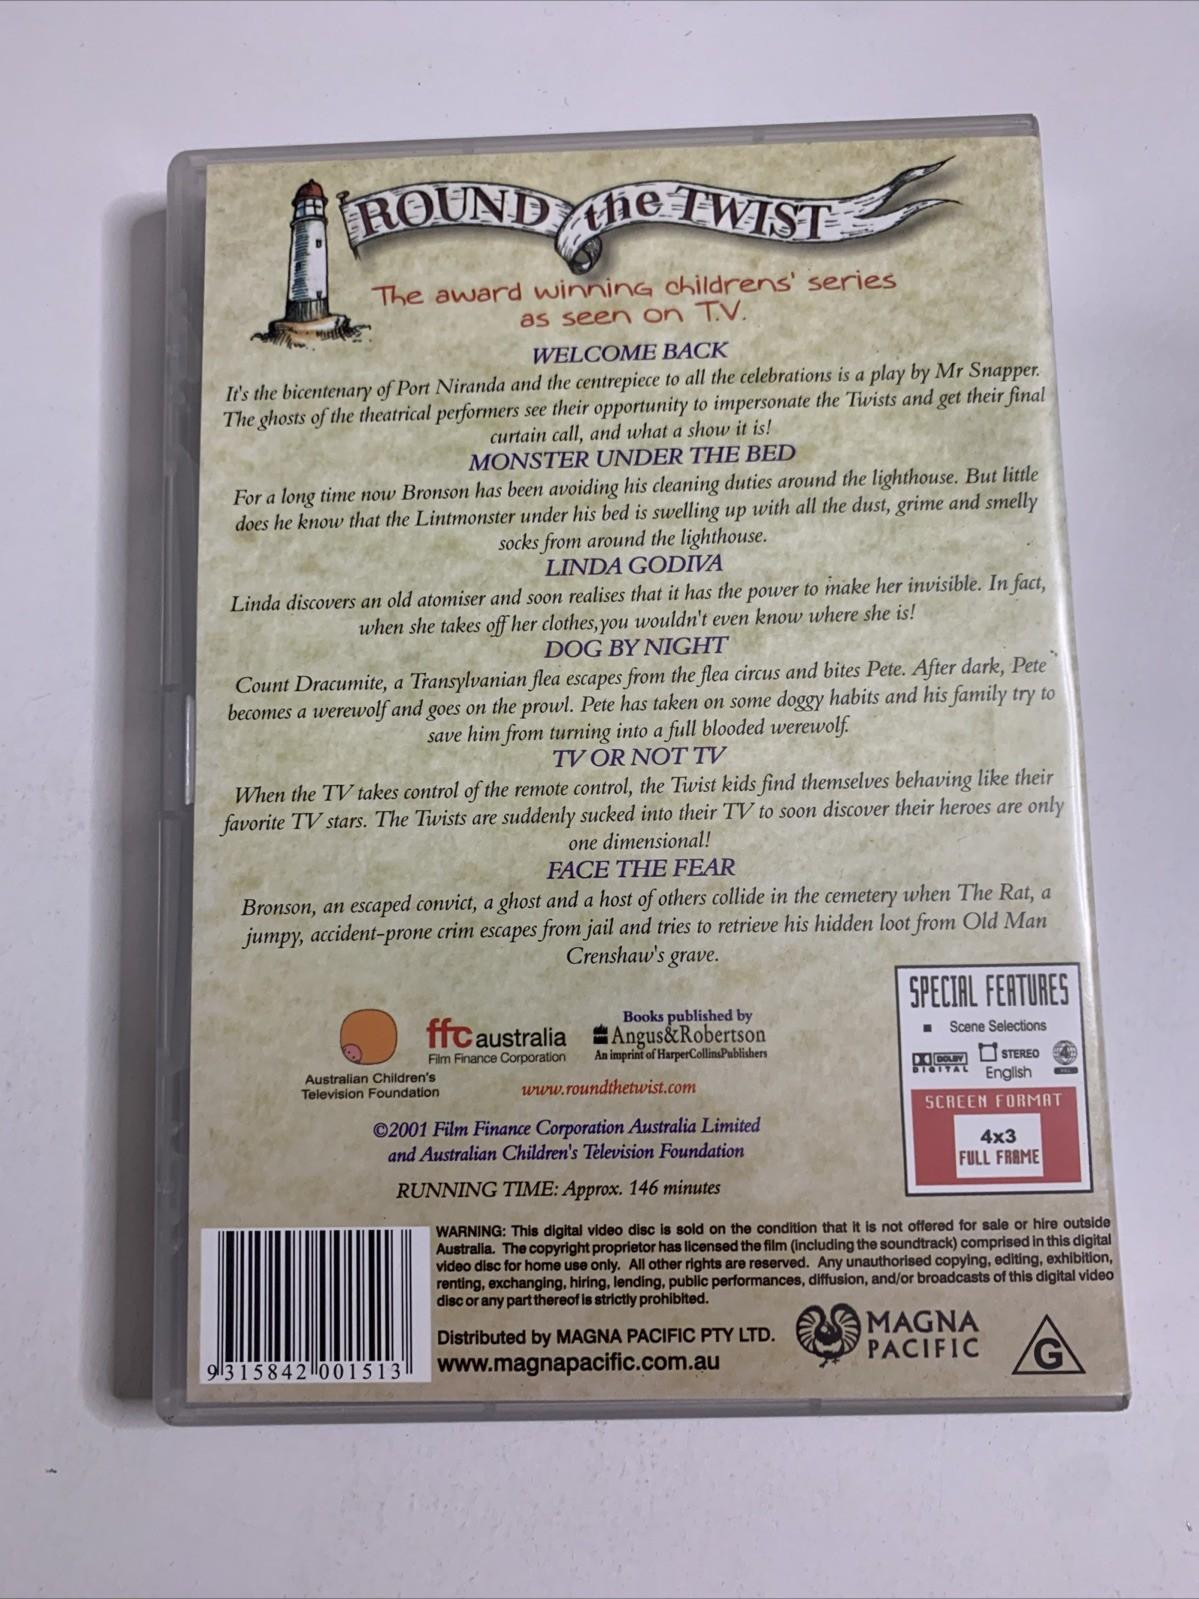 ROUND the TWIST
The award winning childrens' series
as seen on T.V.
WELCOME BACK
It's the bicentenary of Port Niranda and the centrepiece to all the celebrations is a play by Mr Snapper.
The ghosts of the theatrical performers see their opportunity to impersonate the Twists and get their final
curtain call, and what a show it is!
MONSTER UNDER THE BED
For a long time now Bronson has been avoiding his cleaning duties around the lighthouse. But little
does he know that the Lintmonster under his bed is swelling up with all the dust, grime and smelly
socks from around the lighthouse.
LINDA GODIVA
Linda discovers an old atomiser and soon realises that it has the power to make her invisible. In fact,
when she takes off her clothes,you wouldn't even know where she is!
DOG BY NIGHT
Count Dracumite, a Transylvanian flea escapes from the flea circus and bites Pete. After dark, Pete
becomes a werewolf and goes on the prowl. Pete has taken on some doggy habits and his family try to
save him from turning into a full blooded werewolf.
TV OR NOT TV
When the TV takes control of the remote control, the Twist kids find themselves behaving like their
favorite TV stars. The Twists are suddenly sucked into their TV to soon discover their heroes are only
one dimensional!
FACE THE FEAR
Bronson, an escaped convict, a ghost and a host of others collide in the cemetery when The Rat, a
jumpy, accident-prone crim escapes from jail and tries to retrieve his hidden loot from Old Man
Crenshaw's grave.
Australian Children's
Television Foundation
ffc australia
Film Finance Corporation
Books published by
Angus&Robertson
An imprint of HarperCollinsPublishers
www.roundthetwist.com
©2001 Film Finance Corporation Australia Limited
and Australian Children's Television Foundation
RUNNING TIME: Approx. 146 minutes
SPECIAL FEATURES
Scene Selections
DOLBY
DIGITAL
STEREO
English
4
SCREEN FORMAT
4x3
FULL FRAME
9 315842 001513
WARNING: This digital video disc is sold on the condition that it is not offered for sale or hire outside
Australia. The copyright proprietor has licensed the film (including the soundtrack) comprised in this digital
video disc for home use only. All other rights are reserved. Any unauthorised copying, editing, exhibition,
renting, exchanging, hiring, lending, public performances, diffusion, and/or broadcasts of this digital video
disc or any part thereof is strictly prohibited.
Distributed by MAGNA PACIFIC PTY LTD.
www.magnapacific.com.au
MAGNA
PACIFIC
G